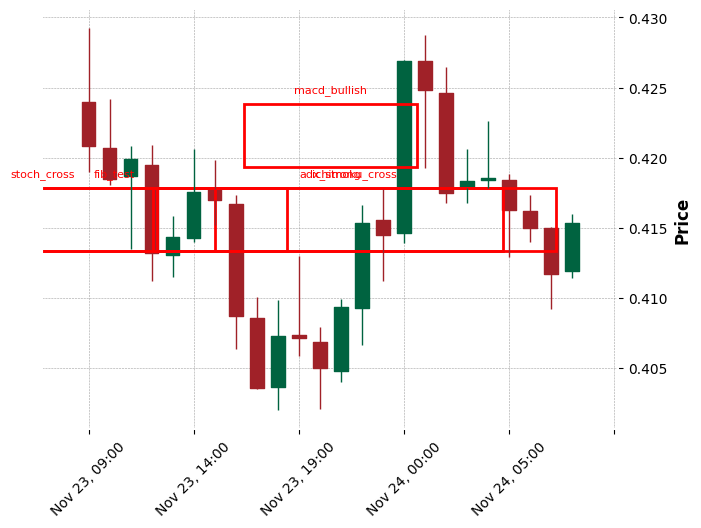 0.430
0.425
macd_bullish
0.420
stoch_cross
0.415
Price
0.410
0.405
Nov 23, 09:00
Nov 23, 14:00
Nov 23, 19:00
Nov 24, 00:00
Nov 24, 05:00